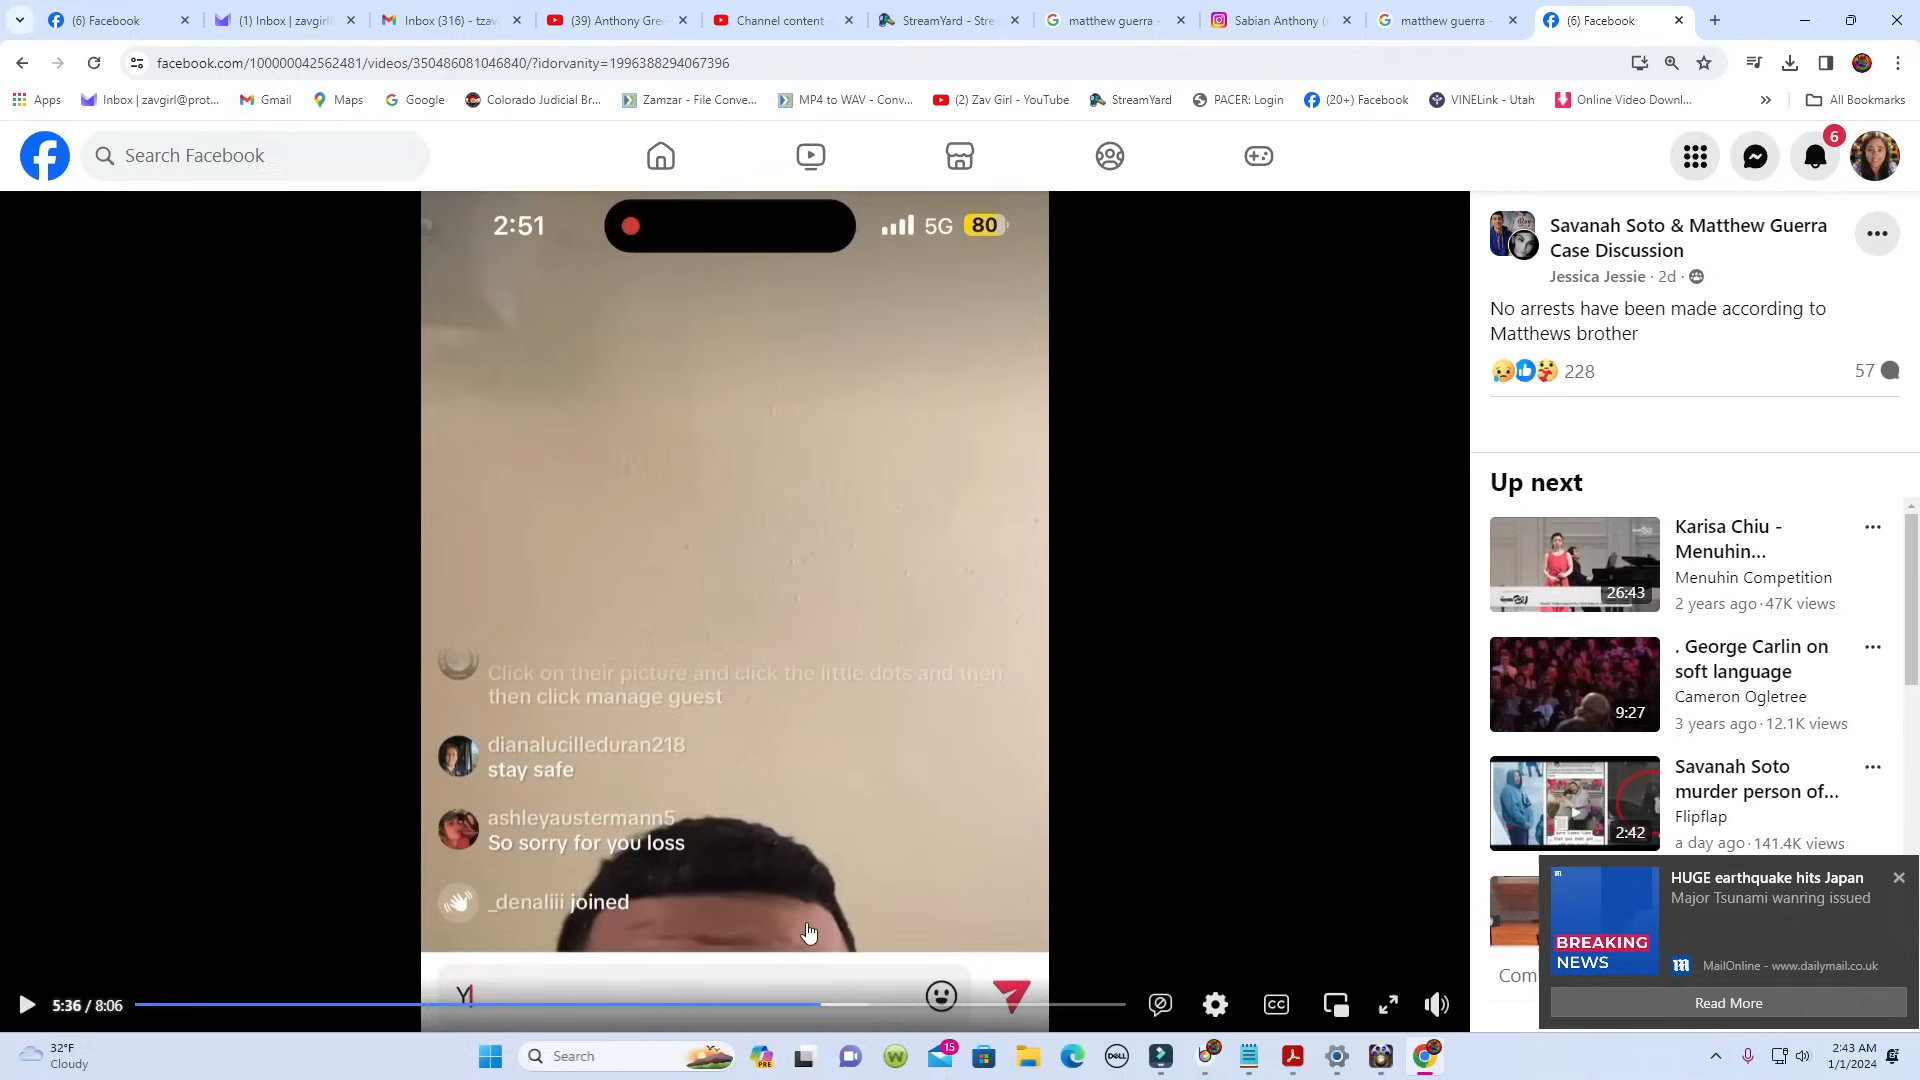 (6) Facebook
(1) Inbox | zavgirl
Inbox (316) - tzav
(39) Anthony Gre
Channel content
StreamYard - Stre
matthew guerra -
Sabian Anthony (
matthew guerra -
(6) Facebook
facebook.com/100000042562481/videos/350486081046840/?idorvanity=1996388294067396
Apps
Inbox | zavgirl@prot...
Gmail
Maps
Google
Colorado Judicial Br...
Zamzar - File Conve...
MP4 to WAV - Conv...
(2) Zav Girl - YouTube
StreamYard
PACER: Login
(20+) Facebook
VINELink - Utah
Online Video Downl...
All Bookmarks
Search Facebook
6
2:51
5G 80
Click on their picture and click the little dots and then
then click manage guest
dianalucilleduran218
stay safe
ashleyaustermann5
So sorry for you loss
_denaliii joined
Y
5:36 / 8:06
CC
Savanah Soto & Matthew Guerra
Case Discussion
Jessica Jessie · 2d ·
No arrests have been made according to
Matthews brother
228
57
Up next
Karisa Chiu -
Menuhin...
Menuhin Competition
2 years ago · 47K views
26:43
. George Carlin on
soft language
Cameron Ogletree
3 years ago · 12.1K views
9:27
Savanah Soto
murder person of...
Flipflap
a day ago · 141.4K views
2:42
Com
HUGE earthquake hits Japan
Major Tsunami wanring issued
BREAKING
NEWS
MailOnline - www.dailymail.co.uk
Read More
32°F
Cloudy
Search
PRE
15
DELL
2:43 AM
1/1/2024